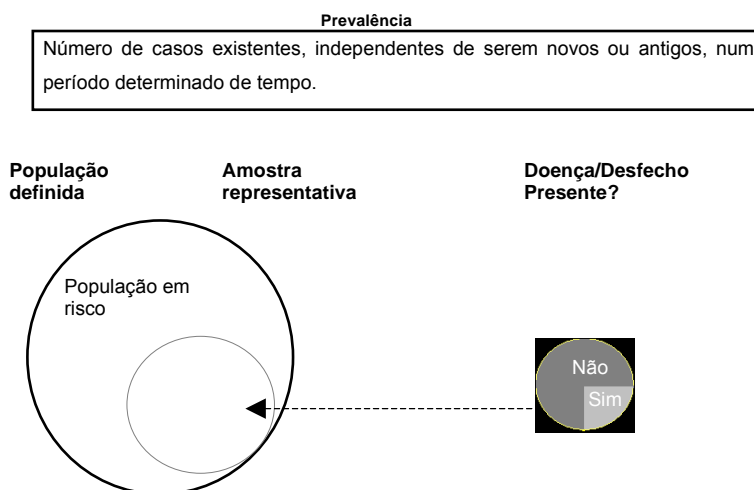 Prevalência
Número de casos existentes, independentes de serem novos ou antigos, num
período determinado de tempo.
População
definida
Amostra
representativa
Doença/Desfecho
Presente?
População em
risco
Não
Sim